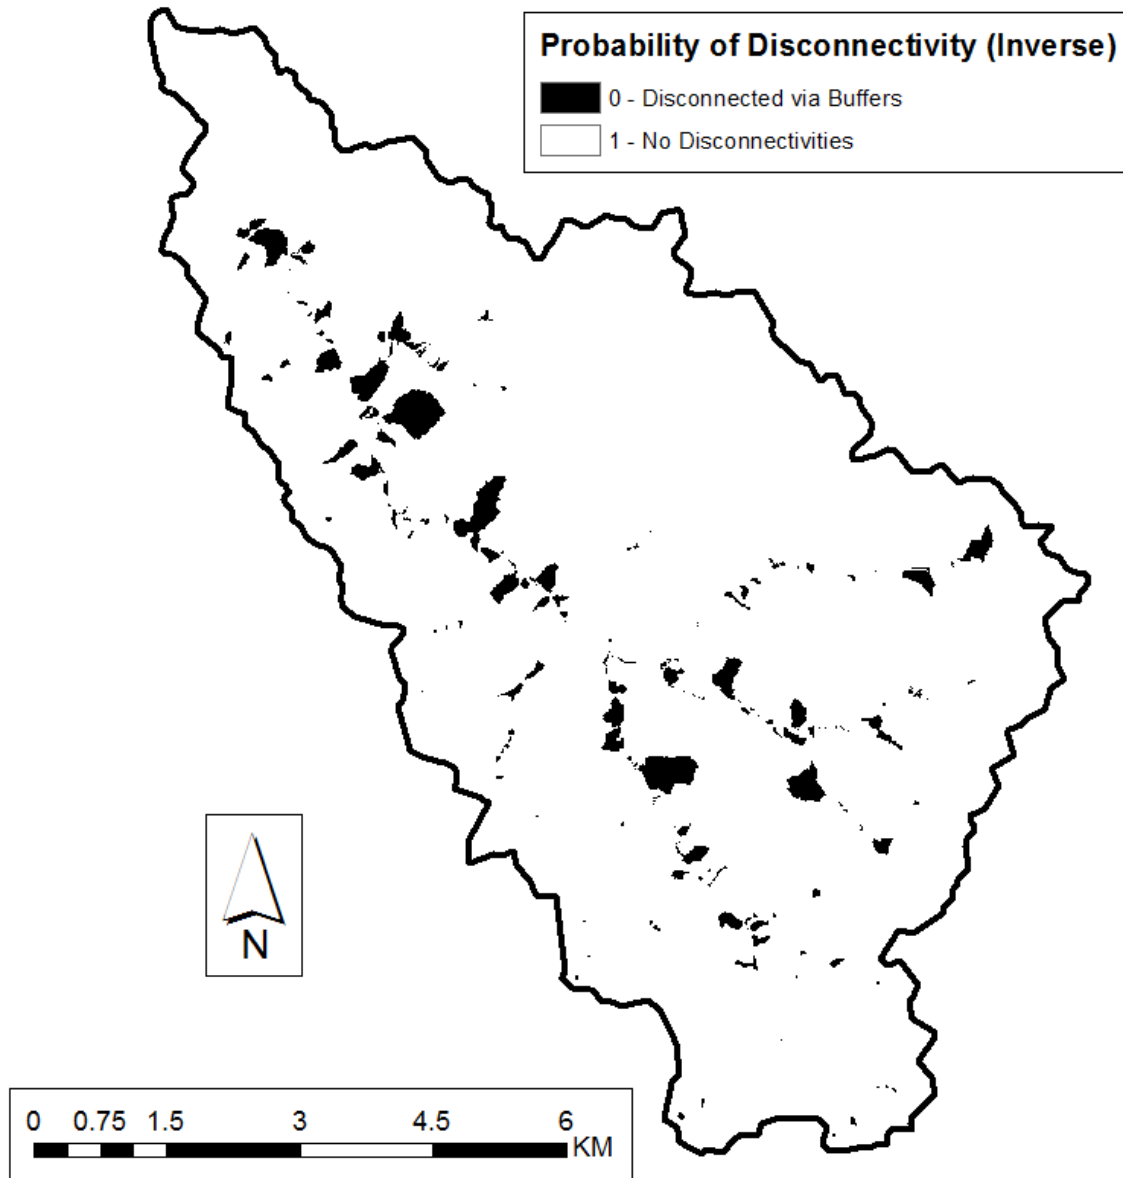 Probability of Disconnectivity (Inverse)
0 - Disconnected via Buffers
1 - No Disconnectivities
N
0 0.75 1.5 3 4.5 6
KM